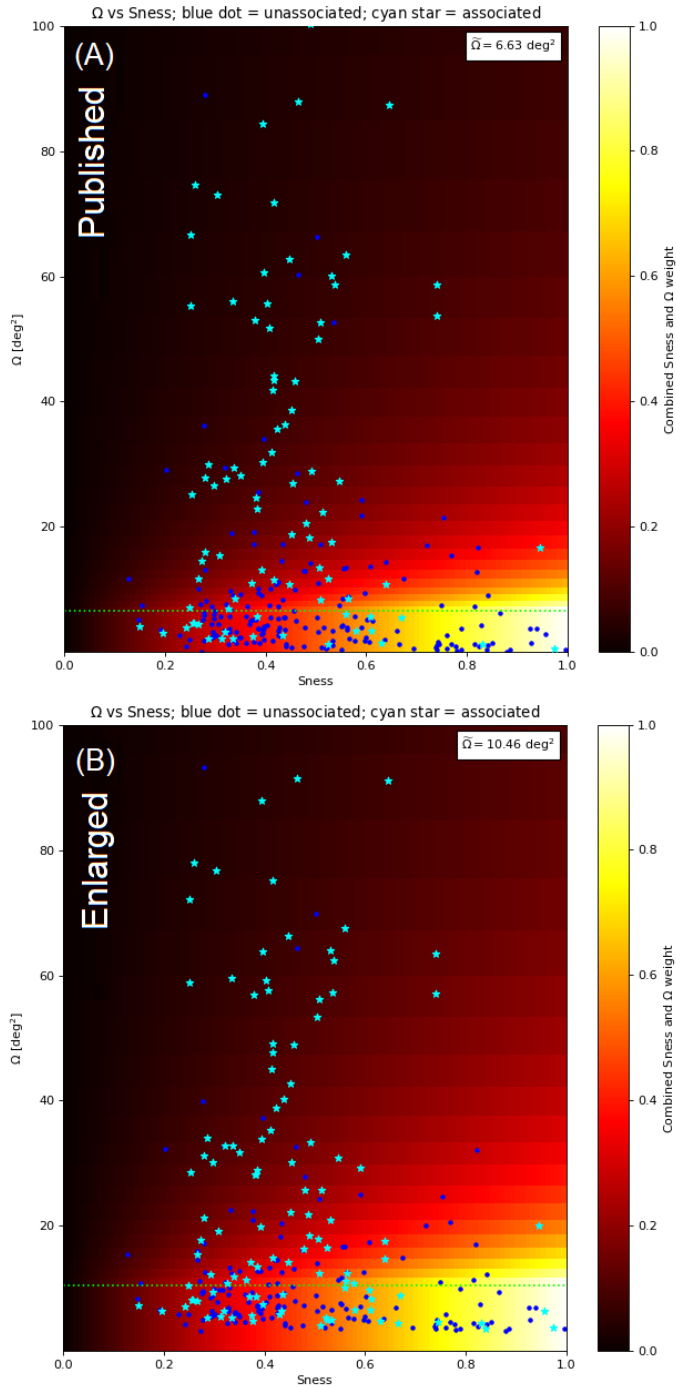 Ω vs Sness; blue dot = unassociated; cyan star = associated
(A)
Published
Ω̃ = 6.63 deg²
100
80
60
40
20
Ω [deg²]
0.0
0.2
0.4
0.6
0.8
1.0
Sness
1.0
0.8
0.6
0.4
0.2
0.0
Combined Sness and Ω weight
Ω vs Sness; blue dot = unassociated; cyan star = associated
(B)
Enlarged
Ω̃ = 10.46 deg²
100
80
60
40
20
Ω [deg²]
0.0
0.2
0.4
0.6
0.8
1.0
Sness
1.0
0.8
0.6
0.4
0.2
0.0
Combined Sness and Ω weight